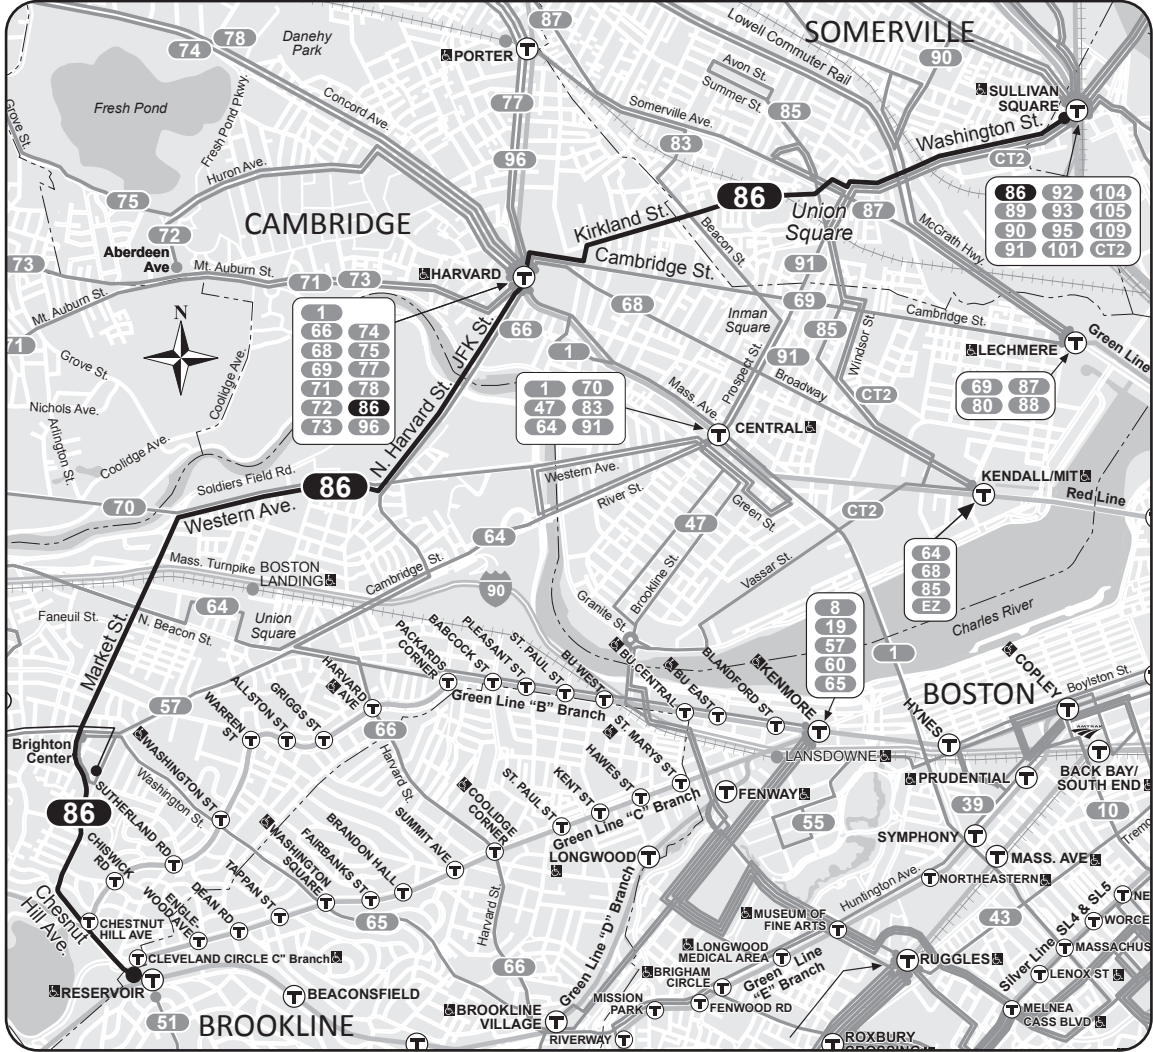 SOMERVILLE
87
78
74
Danehy
Park
PORTER
Lowell Commuter Rail
90
Avon St.
Summer St.
85
SULLIVAN
SQUARE
Fresh Pond
Fresh Pond Pkwy.
Concord Ave.
77
Somerville Ave.
83
Washington St.
CT2
Grove St.
Huron Ave.
96
75
86
86 92 104
89 93 105
90 95 109
91 101 CT2
CAMBRIDGE
Kirkland St.
Union
Square
87
72
Aberdeen
Ave
Beacon St.
McGrath Hwy.
73
Mt. Auburn St.
71
73
HARVARD
Cambridge St.
91
Mt. Auburn St.
N
1
66 74
68 75
69 77
71 78
72 86
73 96
66
68
69
Inman
Square
85
Cambridge St.
Windsor St.
LECHMERE
Green Line
71
Grove St.
JFK St.
1
91
Prospect St.
Broadway
Coolidge Ave.
Nichols Ave.
Arlington St.
Coolidge Ave.
N. Harvard St.
1 70
47 83
64 91
Mass. Ave.
CT2
69 87
80 88
CENTRAL
Soldiers Field Rd.
86
Western Ave.
KENDALL/MIT
Red Line
70
Western Ave.
River St.
Green St.
CT2
47
64
Mass. Turnpike
BOSTON
LANDING
Cambridge St.
90
Brookline St.
Vassar St.
64
68
85
EZ
Faneuil St.
64
N. Beacon St.
Union
Square
Granite St.
8
19
57
60
65
Charles River
Market St.
PACKARDS
CORNER
BABCOCK ST
PLEASANT ST
ST. PAUL ST
BU WEST
BU CENTRAL
BU EAST
BLANDFORD ST
KENMORE
1
COPLEY
Boylston St.
HARVARD
AVE
Green Line "B" Branch
BOSTON
HYNES
57
WARREN
ST
ALLSTON ST
GRIGGS ST
66
ST. MARYS ST
AMTRAK
Brighton
Center
WASHINGTON ST
Washington St.
Harvard St.
HAWES ST
KENT ST
ST. PAUL ST
LANSDOWNE
PRUDENTIAL
BACK BAY/
SOUTH END
86
SUTHERLAND RD
COOLIDGE
CORNER
Green Line "C" Branch
FENWAY
39
10
CHISWICK
RD
WASHINGTON
SQUARE
FAIRBANKS ST
BRANDON HALL
SUMMIT AVE
LONGWOOD
55
SYMPHONY
MASS. AVE
Chesnut
Hill Ave.
ENGLE-
WOOD AVE
DEAN RD
TAPPAN ST
Huntington Ave.
NORTHEASTERN
CHESTNUT
HILL AVE
65
Harvard St.
Green Line "D" Branch
MUSEUM OF
FINE ARTS
43
Silver Line SL4 & SL5
CLEVELAND CIRCLE C" Branch
66
LONGWOOD
MEDICAL AREA
Green Line
"E" Branch
RUGGLES
LENOX ST
RESERVOIR
BEACONSFIELD
BRIGHAM
CIRCLE
MISSION
PARK
FENWOOD RD
MELNEA
CASS BLVD
51
BROOKLINE
BROOKLINE
VILLAGE
RIVERWAY
ROXBURY
CROSSING